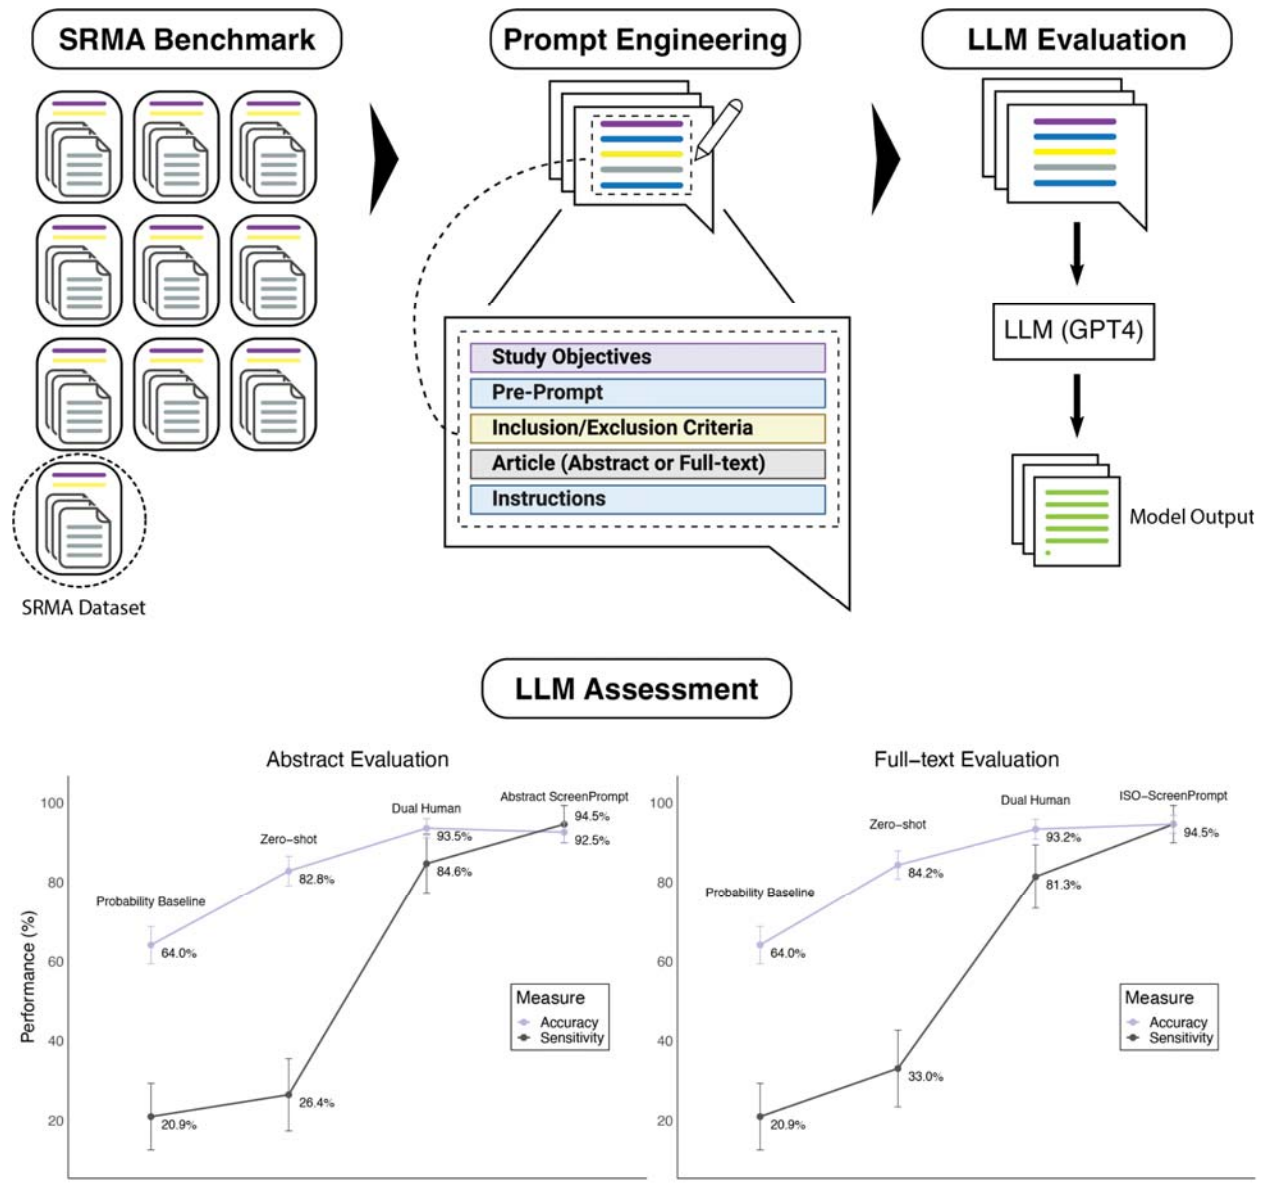 SRMA Benchmark
Prompt Engineering
LLM Evaluation
Study Objectives
Pre-Prompt
Inclusion/Exclusion Criteria
Article (Abstract or Full-text)
Instructions
LLM (GPT4)
Model Output
SRMA Dataset
LLM Assessment
Abstract Evaluation
Performance (%)
100
80
60
40
20
Probability Baseline
64.0%
20.9%
Zero-shot
82.8%
26.4%
Dual Human
93.5%
84.6%
Abstract ScreenPrompt
94.5%
92.5%
Measure
Accuracy
Sensitivity
Full-text Evaluation
100
80
60
40
20
Probability Baseline
64.0%
20.9%
Zero-shot
84.2%
33.0%
Dual Human
93.2%
81.3%
ISO-ScreenPrompt
94.5%
Measure
Accuracy
Sensitivity